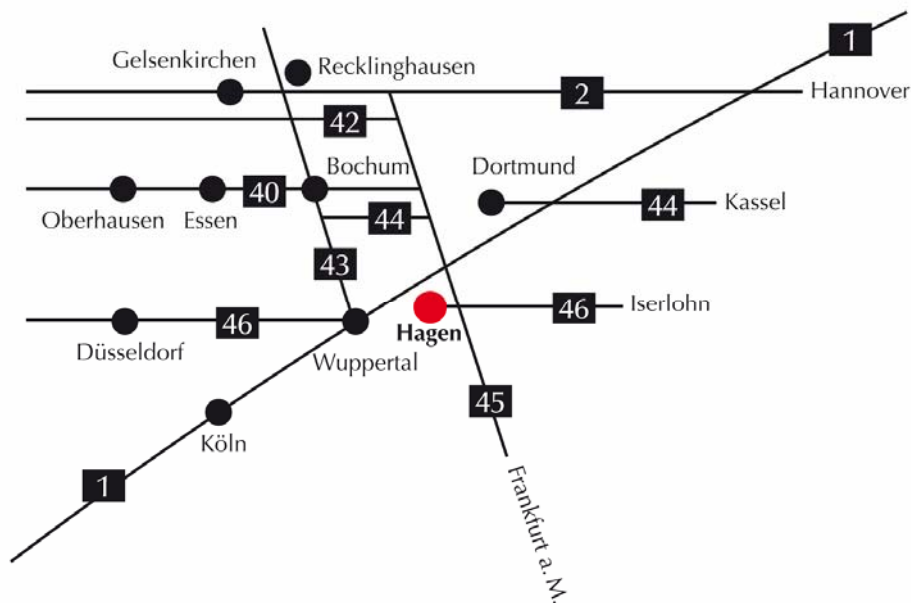 1
Gelsenkirchen
Recklinghausen
2
Hannover
42
Bochum
Dortmund
40
Oberhausen
Essen
44
44
Kassel
43
46
Hagen
46
Iserlohn
Düsseldorf
Wuppertal
45
Köln
1
Frankfurt a. M.